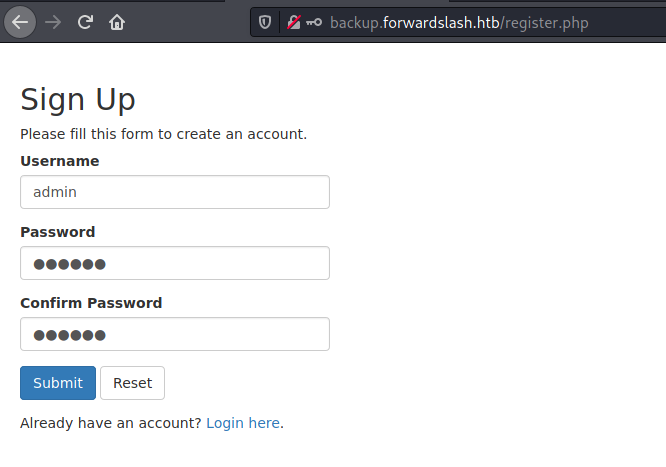 backup.forwardslash.htb/register.php
Sign Up
Please fill this form to create an account.
Username
admin
Password
●●●●●●
Confirm Password
●●●●●●
Submit Reset
Already have an account? Login here.